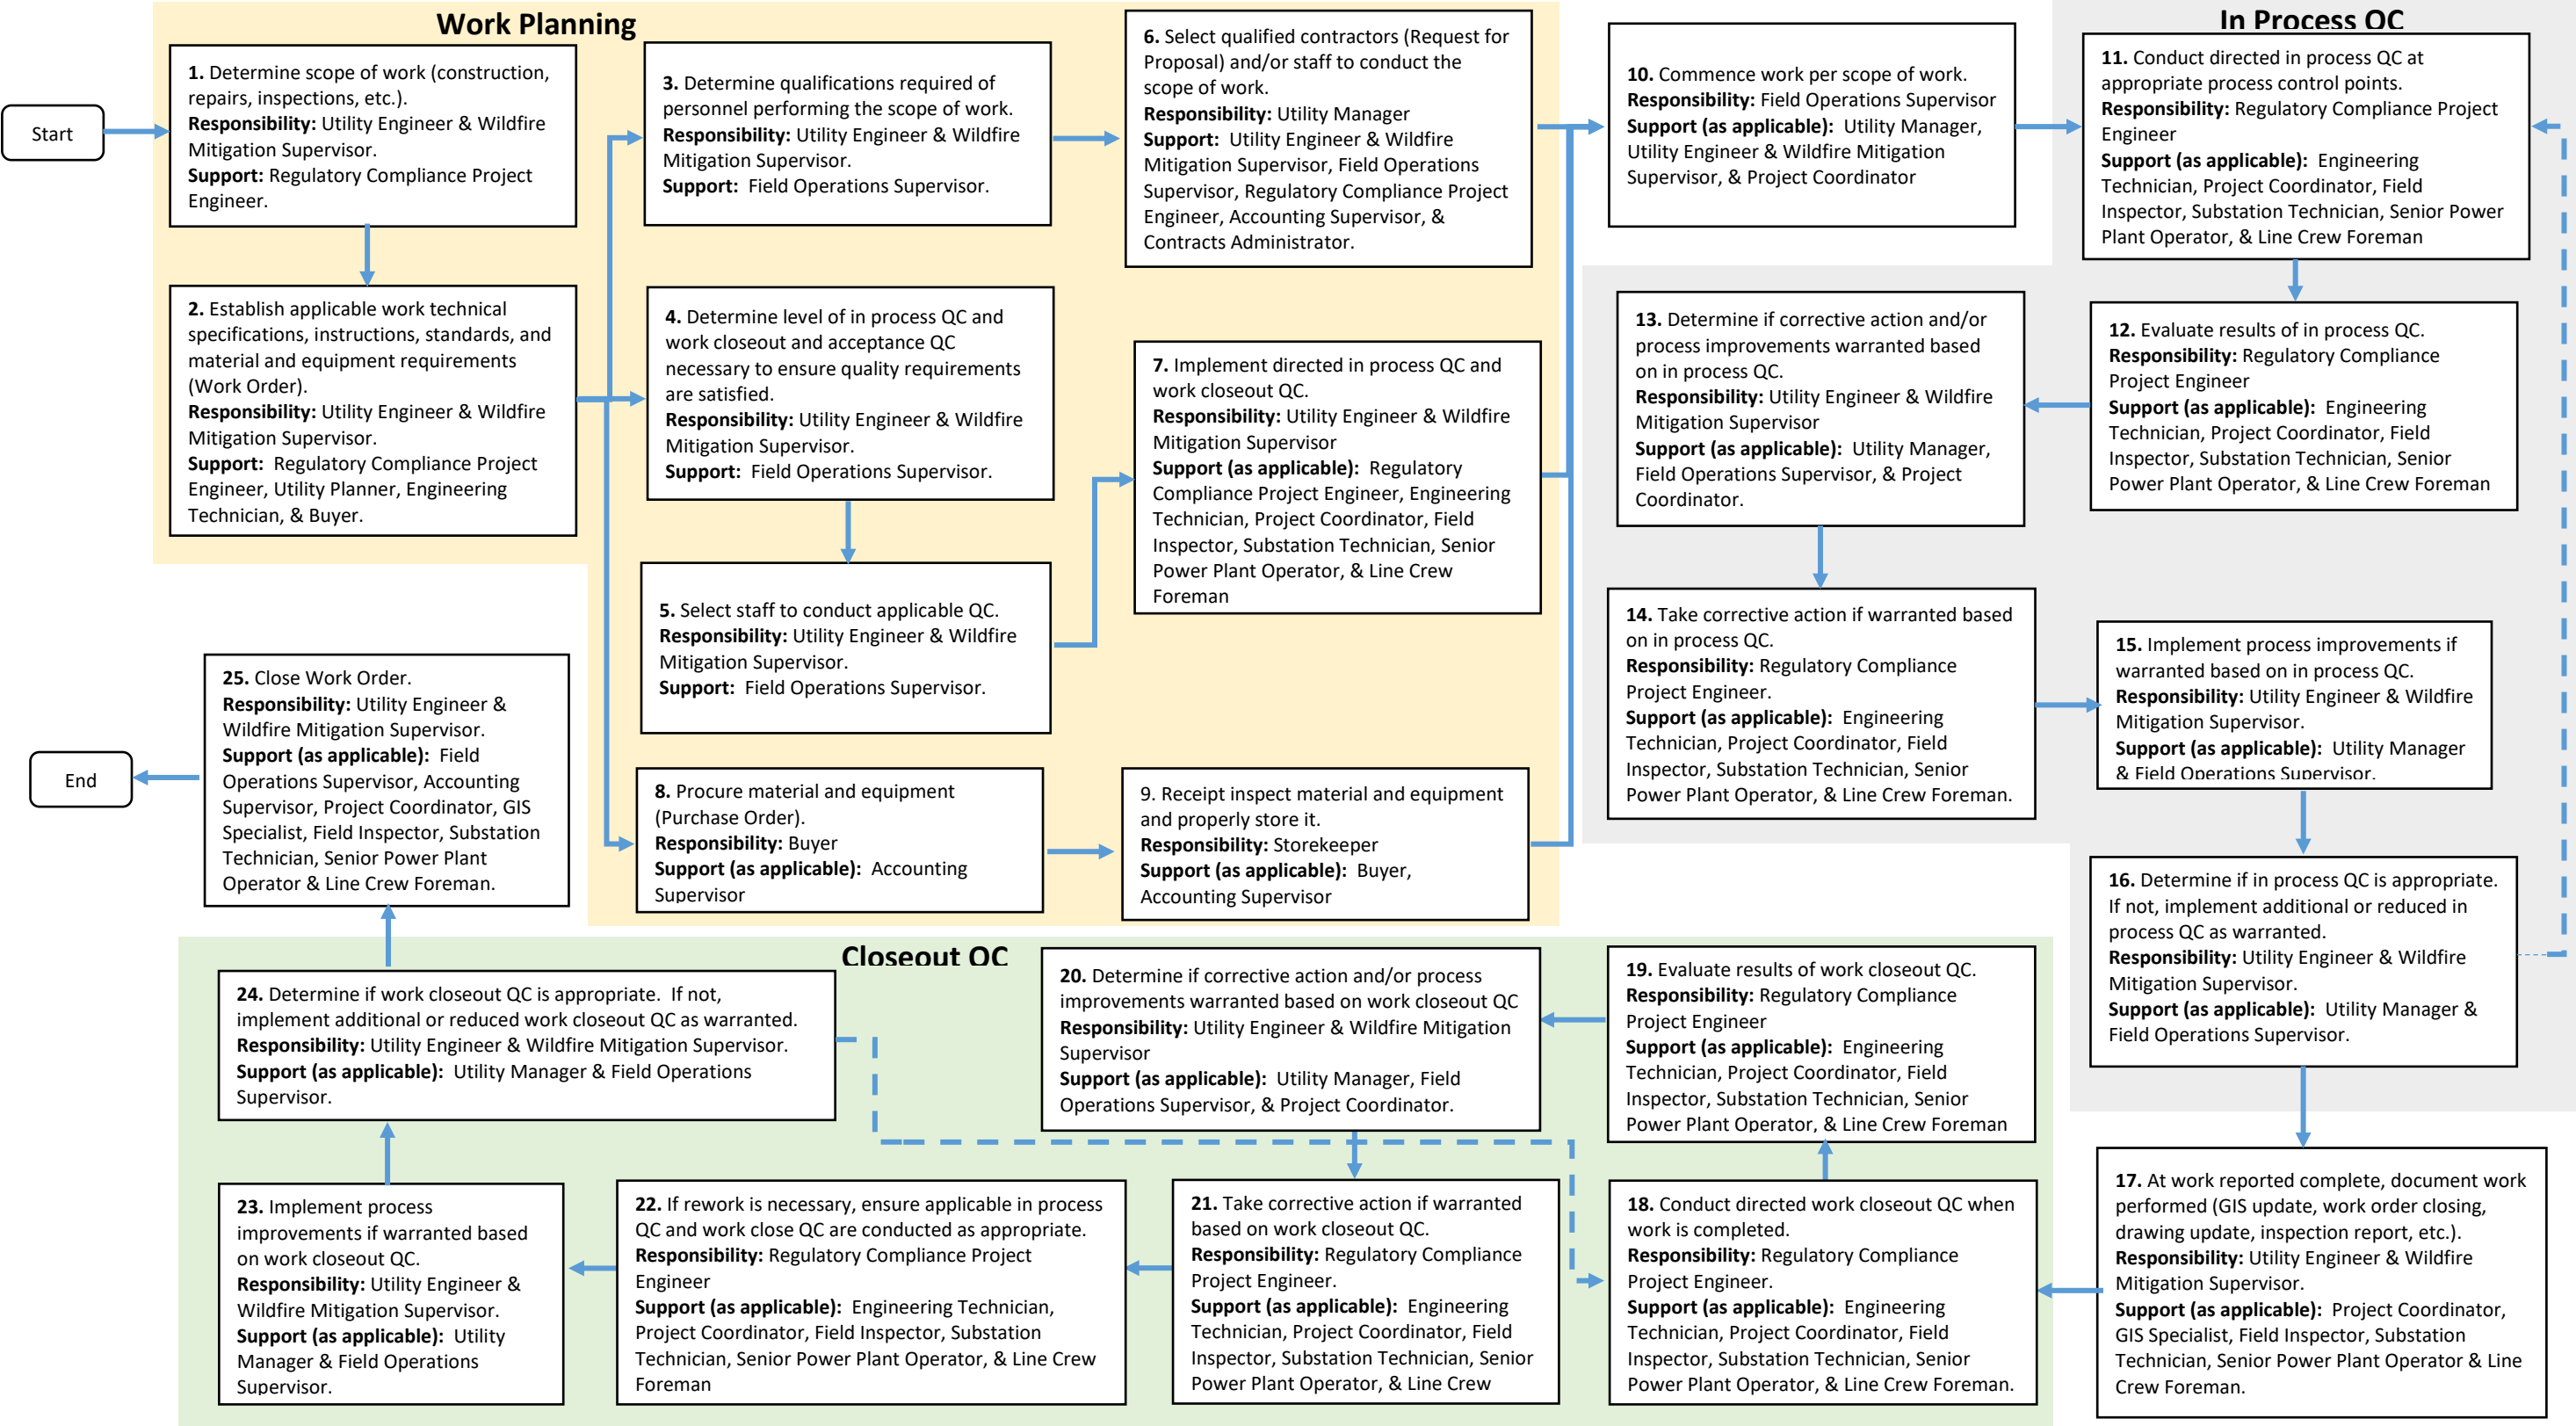 Work Planning
In Process QC
Start
1. Determine scope of work (construction,
repairs, inspections, etc.).
Responsibility: Utility Engineer & Wildfire
Mitigation Supervisor.
Support: Regulatory Compliance Project
Engineer.
2. Establish applicable work technical
specifications, instructions, standards, and
material and equipment requirements
(Work Order).
Responsibility: Utility Engineer & Wildfire
Mitigation Supervisor.
Support: Regulatory Compliance Project
Engineer, Utility Planner, Engineering
Technician, & Buyer.
3. Determine qualifications required of
personnel performing the scope of work.
Responsibility: Utility Engineer & Wildfire
Mitigation Supervisor.
Support: Field Operations Supervisor.
4. Determine level of in process QC and
work closeout and acceptance QC
necessary to ensure quality requirements
are satisfied.
Responsibility: Utility Engineer & Wildfire
Mitigation Supervisor.
Support: Field Operations Supervisor.
5. Select staff to conduct applicable QC.
Responsibility: Utility Engineer & Wildfire
Mitigation Supervisor.
Support: Field Operations Supervisor.
6. Select qualified contractors (Request for
Proposal) and/or staff to conduct the
scope of work.
Responsibility: Utility Manager
Support: Utility Engineer & Wildfire
Mitigation Supervisor, Field Operations
Supervisor, Regulatory Compliance Project
Engineer, Accounting Supervisor, &
Contracts Administrator.
7. Implement directed in process QC and
work closeout QC.
Responsibility: Utility Engineer & Wildfire
Mitigation Supervisor
Support (as applicable): Regulatory
Compliance Project Engineer, Engineering
Technician, Project Coordinator, Field
Inspector, Substation Technician, Senior
Power Plant Operator, & Line Crew
Foreman
8. Procure material and equipment
(Purchase Order).
Responsibility: Buyer
Support (as applicable): Accounting
Supervisor
9. Receipt inspect material and equipment
and properly store it.
Responsibility: Storekeeper
Support (as applicable): Buyer,
Accounting Supervisor
10. Commence work per scope of work.
Responsibility: Field Operations Supervisor
Support (as applicable): Utility Manager,
Utility Engineer & Wildfire Mitigation
Supervisor, & Project Coordinator
11. Conduct directed in process QC at
appropriate process control points.
Responsibility: Regulatory Compliance Project
Engineer
Support (as applicable): Engineering
Technician, Project Coordinator, Field
Inspector, Substation Technician, Senior Power
Plant Operator, & Line Crew Foreman
12. Evaluate results of in process QC.
Responsibility: Regulatory Compliance
Project Engineer
Support (as applicable): Engineering
Technician, Project Coordinator, Field
Inspector, Substation Technician, Senior
Power Plant Operator, & Line Crew Foreman
13. Determine if corrective action and/or
process improvements warranted based
on in process QC.
Responsibility: Utility Engineer & Wildfire
Mitigation Supervisor
Support (as applicable): Utility Manager,
Field Operations Supervisor, & Project
Coordinator.
14. Take corrective action if warranted based
on in process QC.
Responsibility: Regulatory Compliance
Project Engineer.
Support (as applicable): Engineering
Technician, Project Coordinator, Field
Inspector, Substation Technician, Senior
Power Plant Operator, & Line Crew Foreman.
15. Implement process improvements if
warranted based on in process QC.
Responsibility: Utility Engineer & Wildfire
Mitigation Supervisor.
Support (as applicable): Utility Manager
& Field Operations Supervisor.
16. Determine if in process QC is appropriate.
If not, implement additional or reduced in
process QC as warranted.
Responsibility: Utility Engineer & Wildfire
Mitigation Supervisor.
Support (as applicable): Utility Manager &
Field Operations Supervisor.
17. At work reported complete, document work
performed (GIS update, work order closing,
drawing update, inspection report, etc.).
Responsibility: Utility Engineer & Wildfire
Mitigation Supervisor.
Support (as applicable): Project Coordinator,
GIS Specialist, Field Inspector, Substation
Technician, Senior Power Plant Operator & Line
Crew Foreman.
Closeout QC
18. Conduct directed work closeout QC when
work is completed.
Responsibility: Regulatory Compliance
Project Engineer.
Support (as applicable): Engineering
Technician, Project Coordinator, Field
Inspector, Substation Technician, Senior
Power Plant Operator, & Line Crew Foreman.
19. Evaluate results of work closeout QC.
Responsibility: Regulatory Compliance
Project Engineer
Support (as applicable): Engineering
Technician, Project Coordinator, Field
Inspector, Substation Technician, Senior
Power Plant Operator, & Line Crew Foreman
20. Determine if corrective action and/or process
improvements warranted based on work closeout QC
Responsibility: Utility Engineer & Wildfire Mitigation
Supervisor
Support (as applicable): Utility Manager, Field
Operations Supervisor, & Project Coordinator.
21. Take corrective action if warranted
based on work closeout QC.
Responsibility: Regulatory Compliance
Project Engineer.
Support (as applicable): Engineering
Technician, Project Coordinator, Field
Inspector, Substation Technician, Senior
Power Plant Operator, & Line Crew
22. If rework is necessary, ensure applicable in process
QC and work close QC are conducted as appropriate.
Responsibility: Regulatory Compliance Project
Engineer
Support (as applicable): Engineering Technician,
Project Coordinator, Field Inspector, Substation
Technician, Senior Power Plant Operator, & Line Crew
Foreman
23. Implement process
improvements if warranted based
on work closeout QC.
Responsibility: Utility Engineer &
Wildfire Mitigation Supervisor.
Support (as applicable): Utility
Manager & Field Operations
Supervisor.
24. Determine if work closeout QC is appropriate. If not,
implement additional or reduced work closeout QC as warranted.
Responsibility: Utility Engineer & Wildfire Mitigation Supervisor.
Support (as applicable): Utility Manager & Field Operations
Supervisor.
25. Close Work Order.
Responsibility: Utility Engineer &
Wildfire Mitigation Supervisor.
Support (as applicable): Field
Operations Supervisor, Accounting
Supervisor, Project Coordinator, GIS
Specialist, Field Inspector, Substation
Technician, Senior Power Plant
Operator & Line Crew Foreman.
End